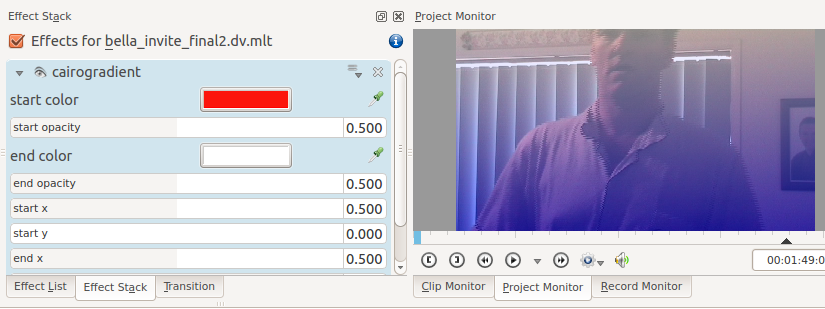 Effect Stack
Effects for bella_invite_final2.dv.mlt
cairogradient
start color
start opacity 0.500
end color
end opacity 0.500
start x 0.500
start y 0.000
end x 0.500
Effect List Effect Stack Transition
Project Monitor
00:01:49:0
Clip Monitor Project Monitor Record Monitor